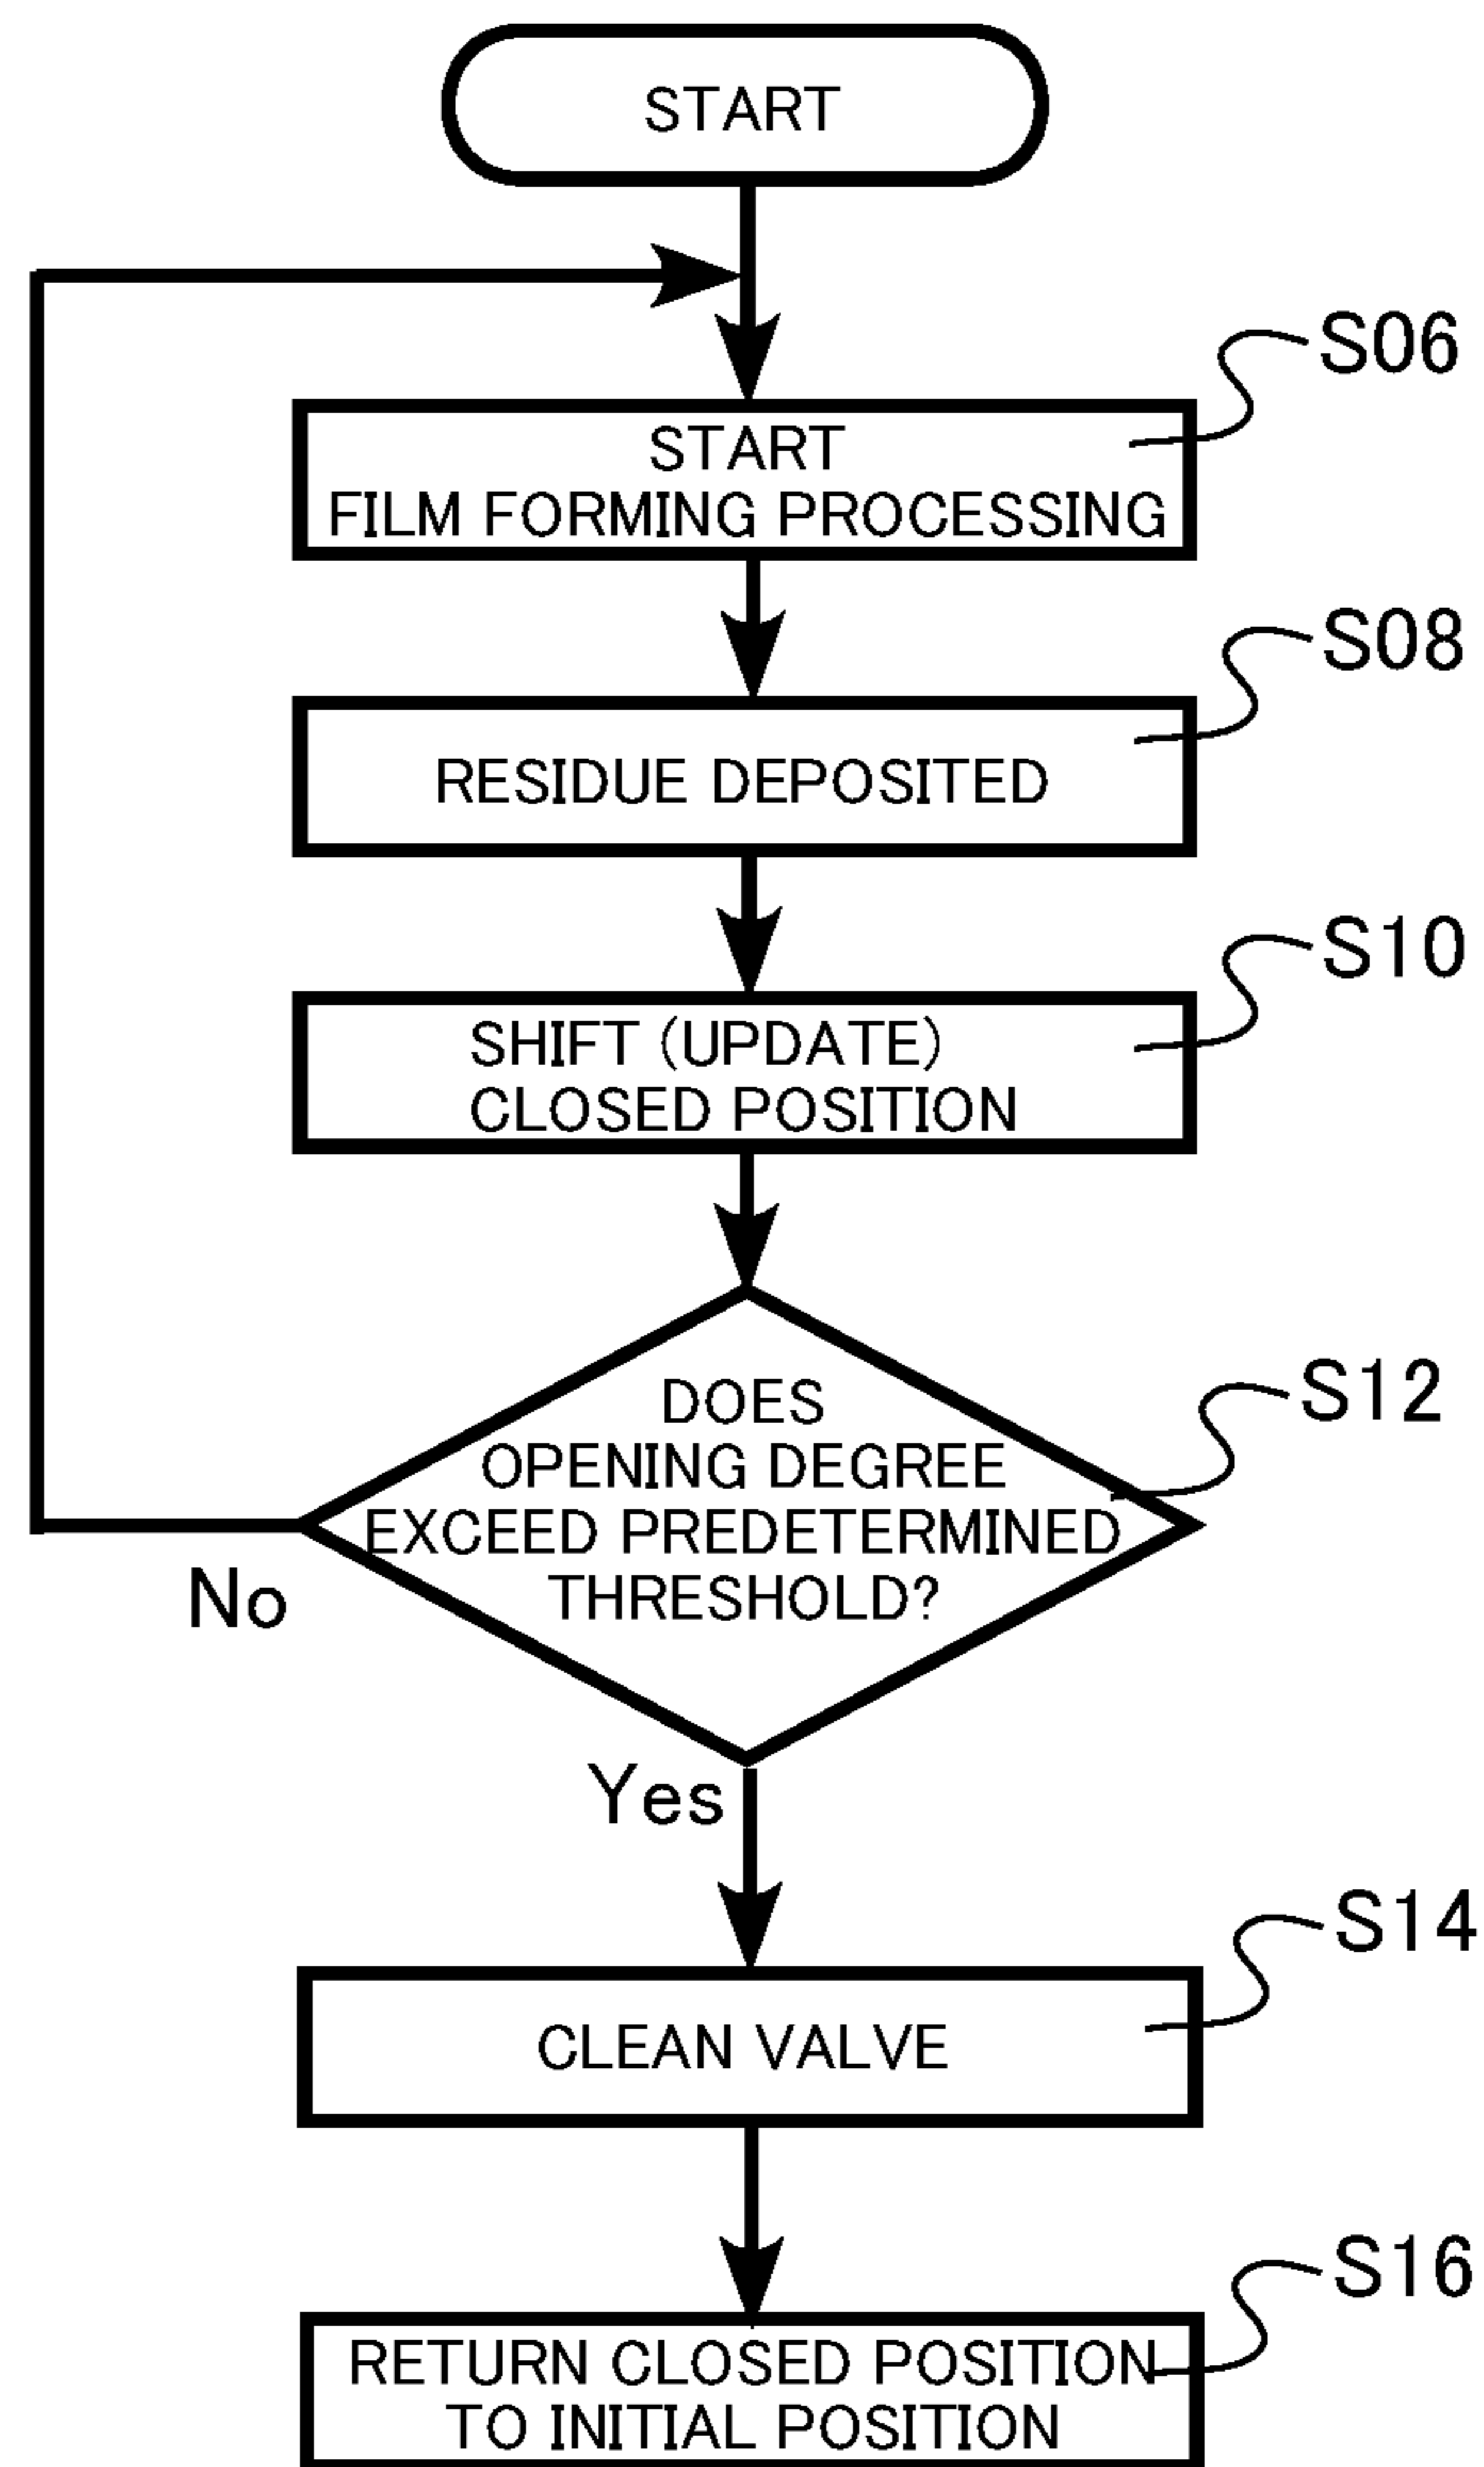 START
S06
START
FILM FORMING PROCESSING
S08
RESIDUE DEPOSITED
S10
SHIFT (UPDATE)
CLOSED POSITION
S12
DOES
OPENING DEGREE
EXCEED PREDETERMINED
THRESHOLD?
No
Yes
S14
CLEAN VALVE
S16
RETURN CLOSED POSITION
TO INITIAL POSITION